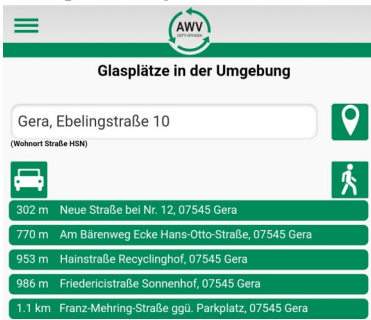 AWV
Glasplätze in der Umgebung
Gera, Ebelingstraße 10
(Wohnort Straße HSN)
302 m Neue Straße bei Nr. 12, 07545 Gera
770 m Am Bärenweg Ecke Hans-Otto-Straße, 07545 Gera
953 m Hainstraße Recyclinghof, 07545 Gera
986 m Friedericistraße Sonnenhof, 07545 Gera
1.1 km Franz-Mehring-Straße ggü. Parkplatz, 07545 Gera